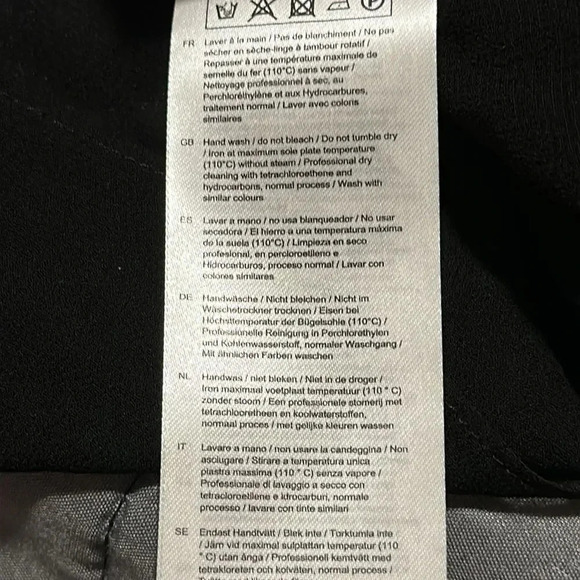 P
FR Laver à la main / Pas de blanchiment / No pas
sécher en sèche-linge à tambour rotatif /
Repasser à une température maximale de
semelle du fer (110°C) sans vapeur /
Nettoyage professionnel à sec, au
Perchloréthylène et aux Hydrocarbures,
traitement normal / Laver avec coloris
similaires
GB Hand wash / do not bleach / Do not tumble dry
/ Iron at maximum sole plate temperature
(110°C) without steam / Professional dry
cleaning with tetrachloroethene and
hydrocarbons, normal process / Wash with
similar colours
ES Lavar a mano / no usa blanqueador / No usar
secadora / El hierro a una temperatura máxima
de la suela (110°C) / Limpieza en seco
profesional, en percloroetileno e
Hidrocarburos, proceso normal / Lavar con
colores similares
DE Handwäsche / Nicht bleichen / Nicht im
Wäschetrockner trocknen / Eisen bei
Höchsttemperatur der Bügelsohle (110°C) /
Professionelle Reinigung in Perchlorethylen
und Kohlenwasserstoff, normaler Waschgang /
Mit ähnlichen Farben waschen
NL Handwas / niet bleken / Niet in de droger /
Iron maximaal voetplaat temperatuur (110 ° C)
zonder stoom / Een professionele stomerij met
tetrachlooretheen en koolwaterstoffen,
normaal proces / met gelijke kleuren wassen
IT Lavare a mano / non usare la candeggina / Non
asciugare / Stirare a temperatura unica
piastra massima (110 ° C) senza vapore /
Professionale di lavaggio a secco con
tetracloroetilene e idrocarburi, normale
processo / lavare con tinte similari
SE Endast Handtvätt / Blek inte / Torktumla inte
/ Järn vid maximal sulplattan temperatur (110
° C) utan ånga / Professionell kemtvätt med
tetrakloreten och kolväten, normal process /